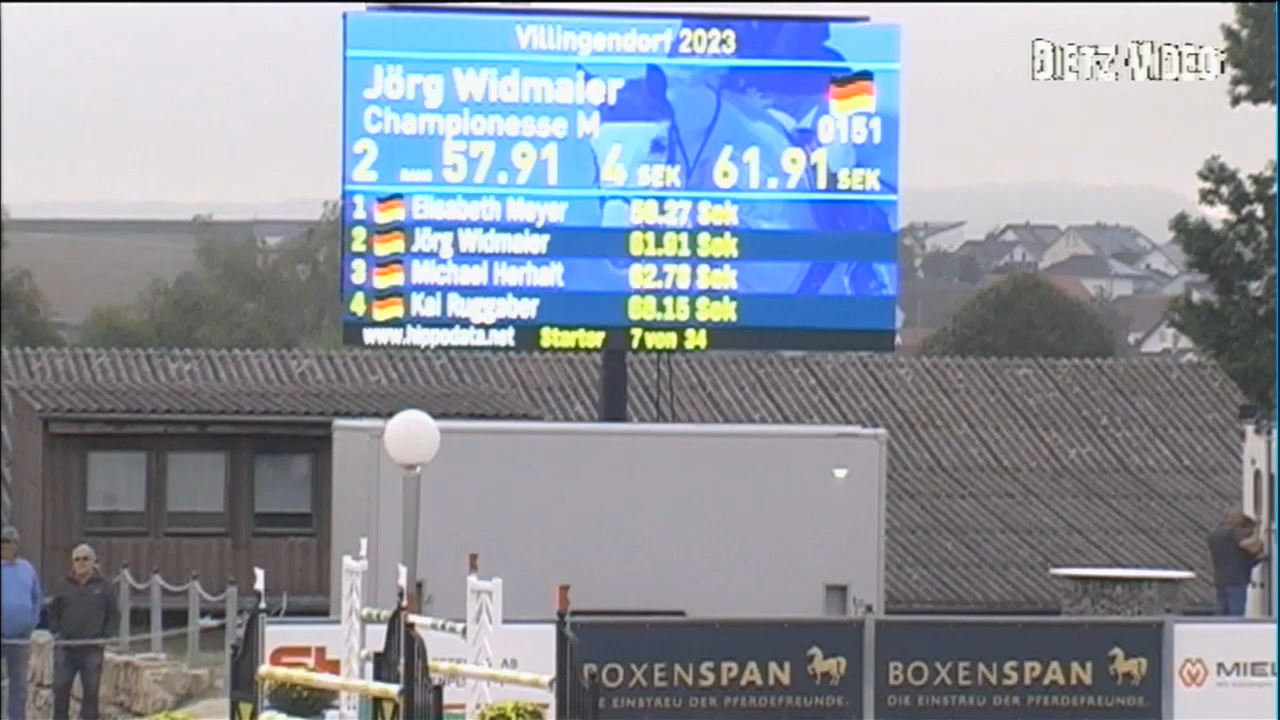 Villingendorf 2023
DIETZ-VIDEO
Jörg Widmaier
Championesse M
0151
2 57.91 4 SEK 61.91 SEK
1 Elisabeth Meyer 58.27 Sek
2 Jörg Widmaier 61.91 Sek
3 Michael Herhalt 62.78 Sek
4 Kai Ruggaber 68.15 Sek
www.hippodata.net Starter 7 von 34
BOXENSPAN
DIE EINSTREU DER PFERDEFREUNDE.
BOXENSPAN
DIE EINSTREU DER PFERDEFREUNDE.
MIEL